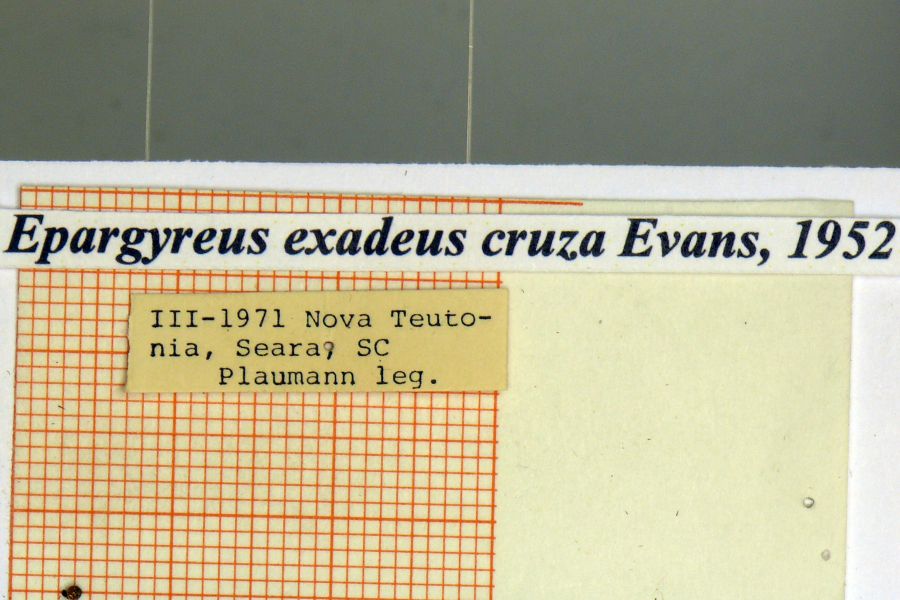 Epargyreus exadeus cruza Evans, 1952
III-1971 Nova Teuto-
nia, Seara, SC
Plaumann leg.